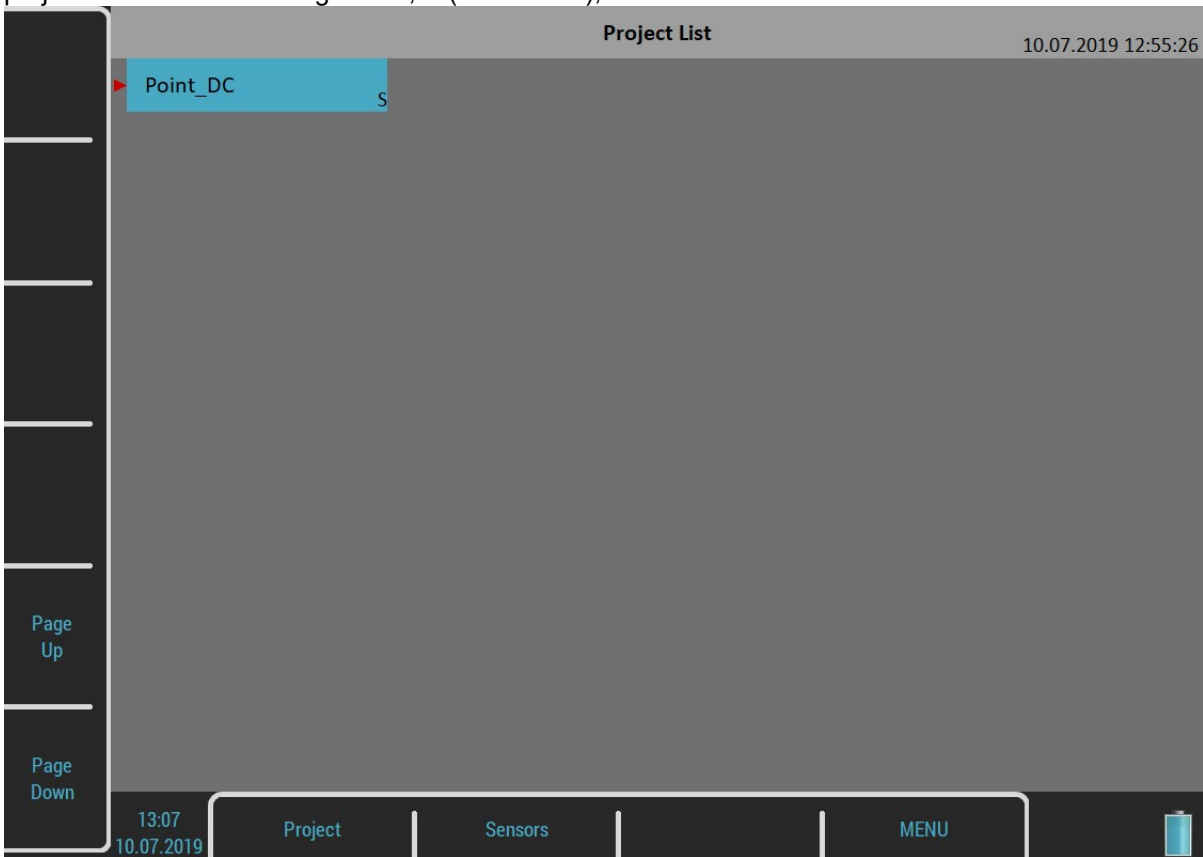 Project List
10.07.2019 12:55:26
Point_DC
S
Page
Up
Page
Down
13:07
10.07.2019
Project
Sensors
MENU